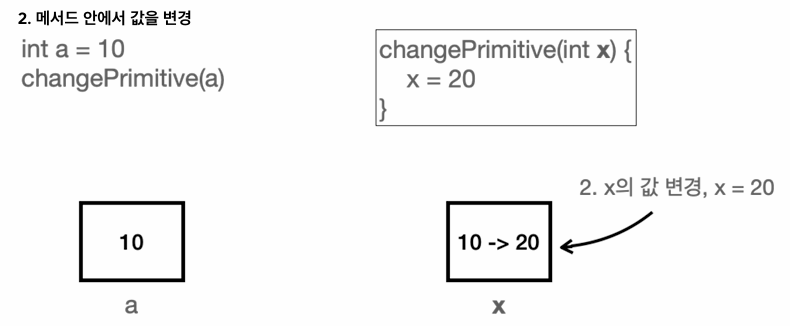 2. 메서드 안에서 값을 변경
int a = 10
changePrimitive(a)
changePrimitive(int x) {
x = 20
}
2. x의 값 변경, x = 20
10
10 -> 20
a
x